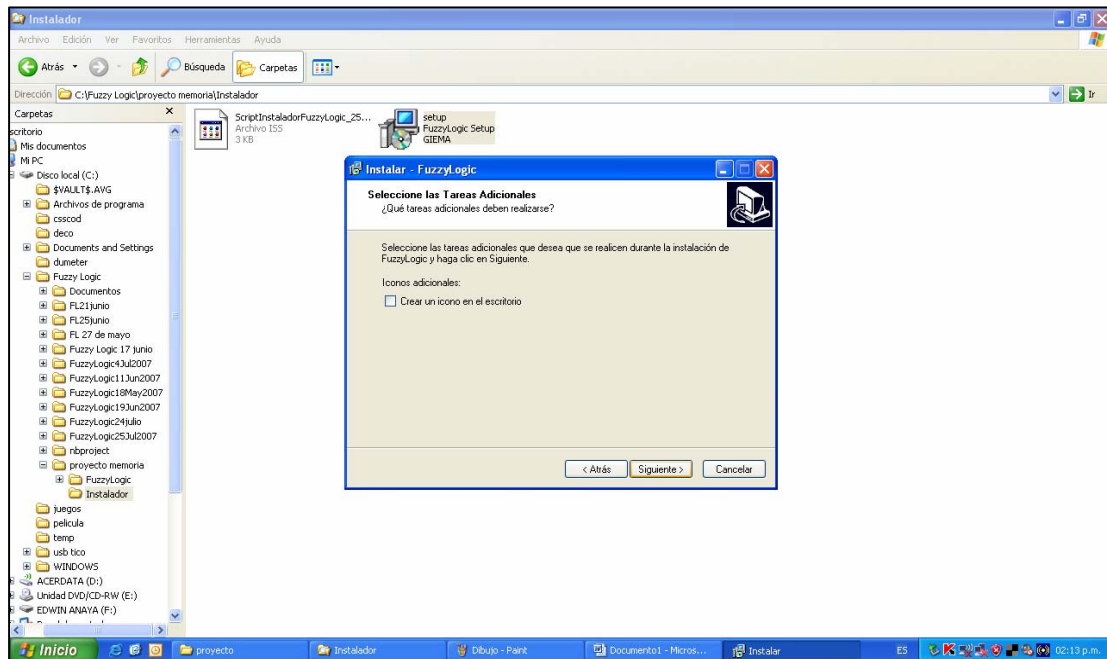 Instalador
Archivo Edición Ver Favoritos Herramientas Ayuda
Atrás Búsqueda Carpetas
Dirección C:\Fuzzy Logic\proyecto memoria\Instalador Ir
Carpetas
scritorio
Mis documentos
Mi PC
Disco local (C:)
$VAULT$.AVG
Archivos de programa
csscod
deco
Documents and Settings
dumeter
Fuzzy Logic
Documentos
FL21junio
FL25junio
FL 27 de mayo
Fuzzy Logic 17 junio
FuzzyLogic4Jul2007
FuzzyLogic11Jun2007
FuzzyLogic18May2007
FuzzyLogic19Jun2007
FuzzyLogic24julio
FuzzyLogic25Jul2007
nbproject
proyecto memoria
FuzzyLogic
Instalador
juegos
pelicula
temp
usb tico
WINDOWS
ACERDATA (D:)
Unidad DVD/CD-RW (E:)
EDWIN ANAYA (F:)
ScriptInstaladorFuzzyLogic_25...
Archivo ISS
3 KB
setup
FuzzyLogic Setup
GIEMA
Instalar - FuzzyLogic
Seleccione las Tareas Adicionales
¿Qué tareas adicionales deben realizarse?
Seleccione las tareas adicionales que desea que se realicen durante la instalación de
FuzzyLogic y haga clic en Siguiente.
Iconos adicionales:
Crear un icono en el escritorio
< Atrás Siguiente > Cancelar
Inicio proyecto Instalador Dibujo - Paint Documento1 - Micros... Instalar ES 02:13 p.m.